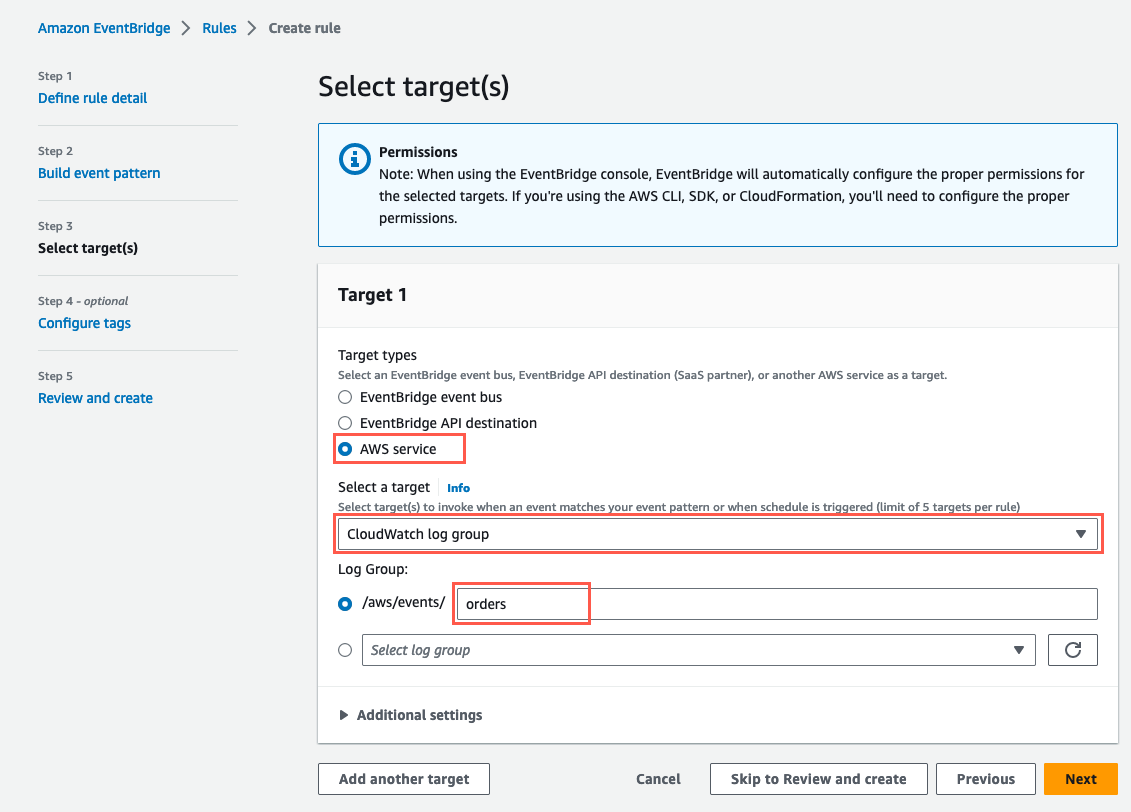 Amazon EventBridge > Rules > Create rule
Step 1
Define rule detail
Step 2
Build event pattern
Step 3
Select target(s)
Step 4 - optional
Configure tags
Step 5
Review and create
Select target(s)
Permissions
Note: When using the EventBridge console, EventBridge will automatically configure the proper permissions for
the selected targets. If you're using the AWS CLI, SDK, or CloudFormation, you'll need to configure the proper
permissions.
Target 1
Target types
Select an EventBridge event bus, EventBridge API destination (SaaS partner), or another AWS service as a target.
EventBridge event bus
EventBridge API destination
AWS service
Select a target Info
Select target(s) to invoke when an event matches your event pattern or when schedule is triggered (limit of 5 targets per rule)
CloudWatch log group
Log Group:
/aws/events/ orders
Select log group
Additional settings
Add another target Cancel Skip to Review and create Previous Next